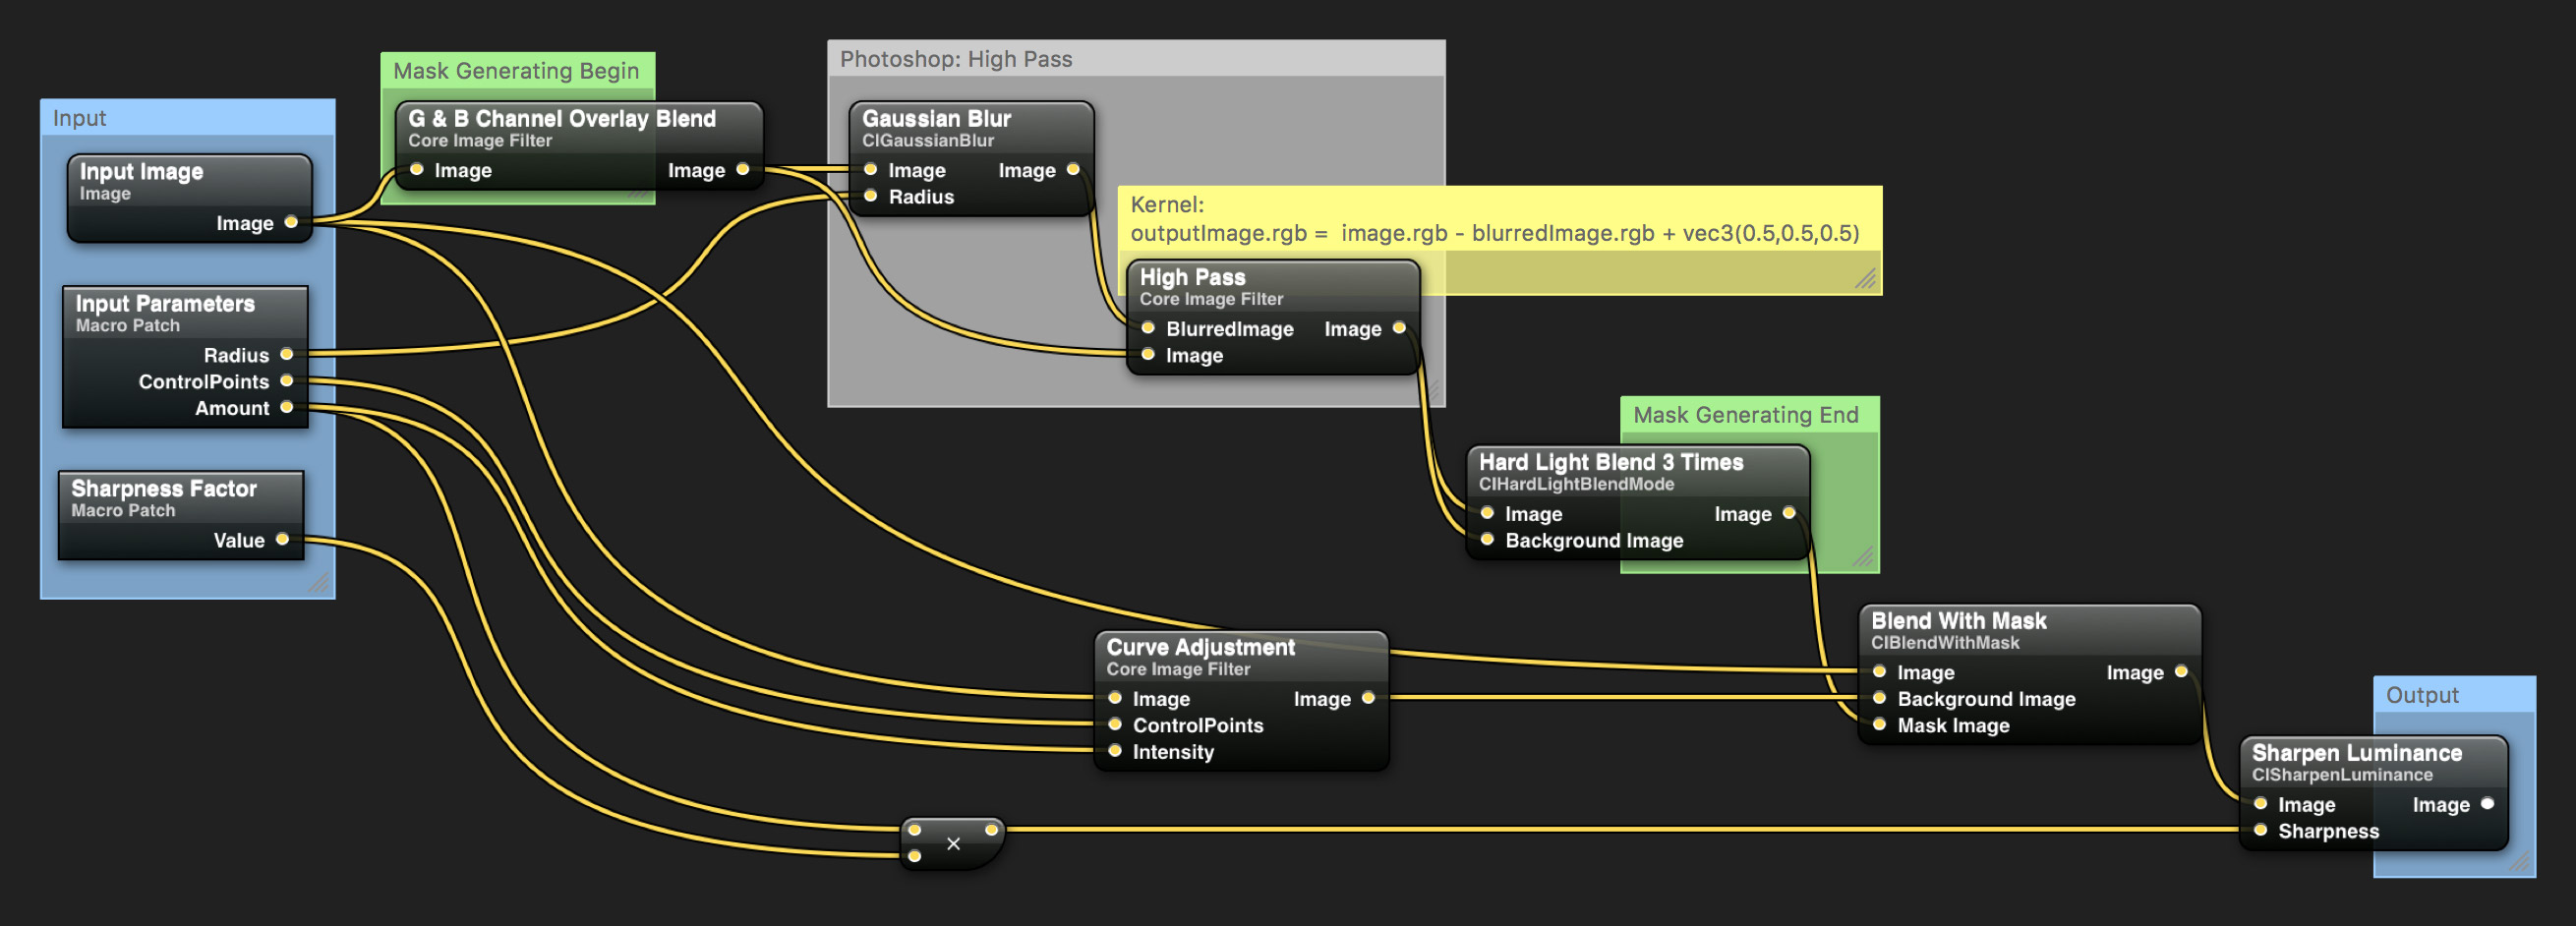 Input
Input Image
Image
Image
Input Parameters
Macro Patch
Radius
ControlPoints
Amount
Sharpness Factor
Macro Patch
Value
Mask Generating Begin
G & B Channel Overlay Blend
Core Image Filter
Image Image
Photoshop: High Pass
Gaussian Blur
CIGaussianBlur
Image Image
Radius
Kernel:
outputImage.rgb = image.rgb - blurredImage.rgb + vec3(0.5,0.5,0.5)
High Pass
Core Image Filter
BlurredImage Image
Image
Mask Generating End
Hard Light Blend 3 Times
CIHardLightBlendMode
Image Image
Background Image
Curve Adjustment
Core Image Filter
Image Image
ControlPoints
Intensity
×
Blend With Mask
CIBlendWithMask
Image Image
Background Image
Mask Image
Output
Sharpen Luminance
CISharpenLuminance
Image Image
Sharpness